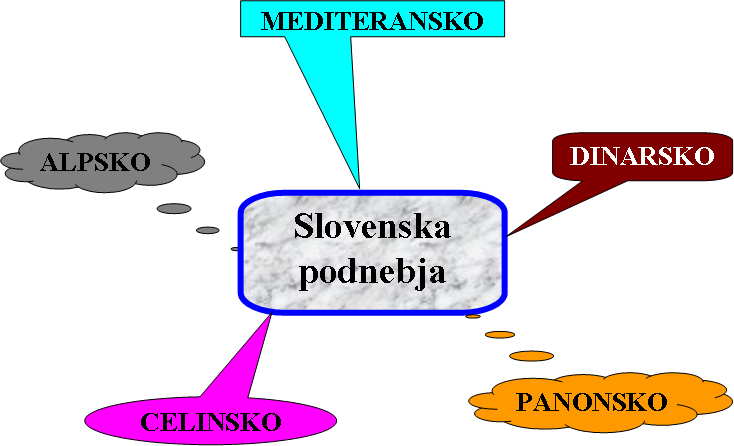 MEDITERANSKO
ALPSKO
DINARSKO
Slovenska
podnebja
CELINSKO
PANONSKO